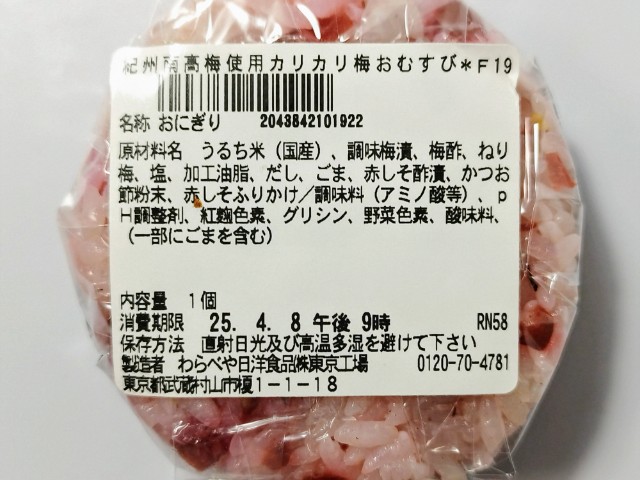 紀州南高梅使用カリカリ梅おむすび*F19
名称 おにぎり 2043842101922
原材料名 うるち米（国産）、調味梅漬、梅酢、ねり
梅、塩、加工油脂、だし、ごま、赤しそ酢漬、かつお
節粉末、赤しそふりかけ／調味料（アミノ酸等）、p
H調整剤、紅麹色素、グリシン、野菜色素、酸味料、
（一部にごまを含む）
内容量 1個
消費期限 25. 4. 8 午後 9時 RN58
保存方法 直射日光及び高温多湿を避けて下さい
製造者 わらべや日洋食品㈱東京工場 0120-70-4781
東京都武蔵村山市榎1-1-18